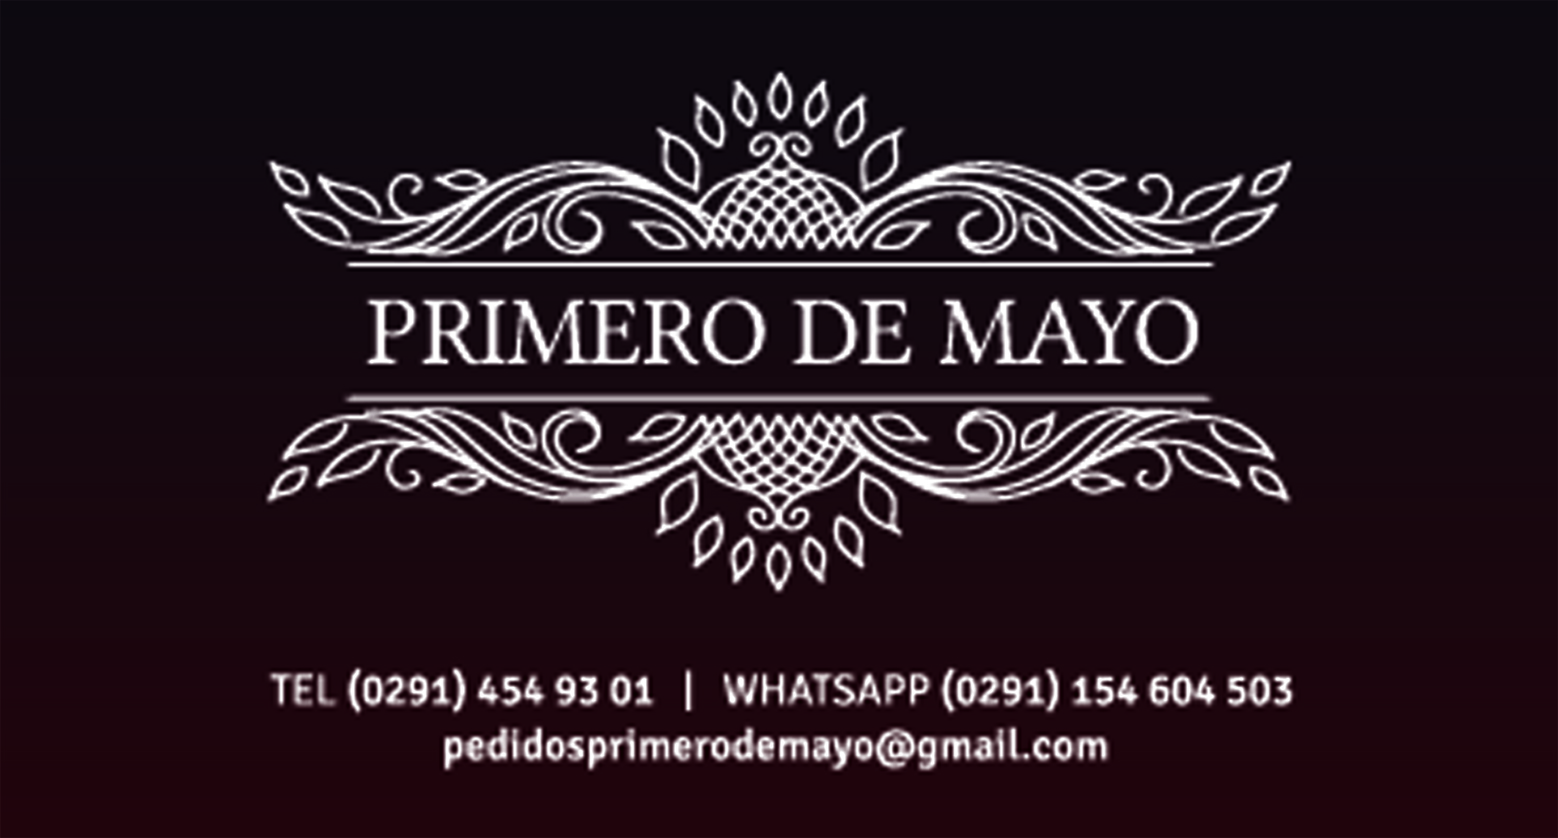 PRIMERO DE MAYO
TEL (0291) 454 93 01 | WHATSAPP (0291) 154 604 503
pedidosprimerodemayo@gmail.com